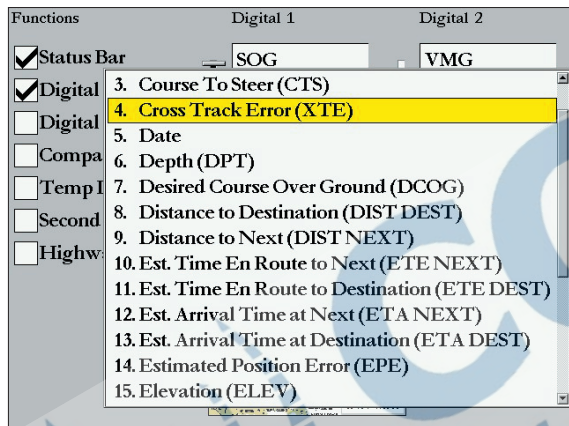 Functions Digital 1 Digital 2
Status Bar SOG VMG
Digital
Digital
Compa
Temp
Second
Highw
3. Course To Steer (CTS)
4. Cross Track Error (XTE)
5. Date
6. Depth (DPT)
7. Desired Course Over Ground (DCOG)
8. Distance to Destination (DIST DEST)
9. Distance to Next (DIST NEXT)
10. Est. Time En Route to Next (ETE NEXT)
11. Est. Time En Route to Destination (ETE DEST)
12. Est. Arrival Time at Next (ETA NEXT)
13. Est. Arrival Time at Destination (ETA DEST)
14. Estimated Position Error (EPE)
15. Elevation (ELEV)